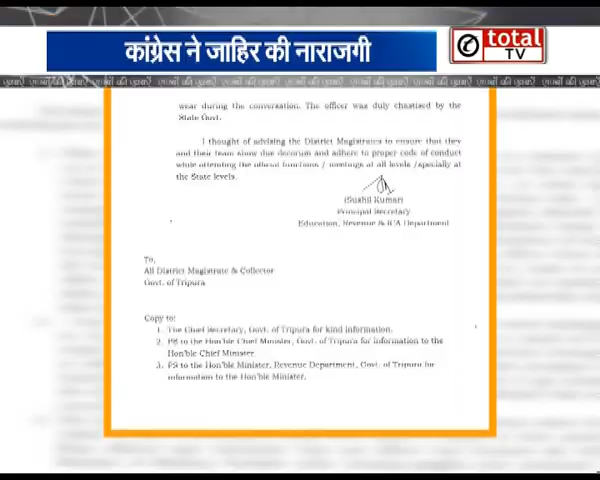 कांग्रेस ने जाहिर की नाराजगी
total
TV
wear during the conversation. The officer was duly chastised by the
State Govt.
I thought of advising the District Magistrates to ensure that they
and their team show due decorum and adhere to proper code of conduct
while attending the official functions / meetings at all levels /specially at
the State levels.
(Sushil Kumar)
Principal Secretary
Education, Revenue & ICA Department
To,
All District Magistrate & Collector
Govt. of Tripura
Copy to:
1. The Chief Secretary, Govt. of Tripura for kind information.
2. PS to the Hon'ble Chief Minister, Govt. of Tripura for information to the
Hon'ble Chief Minister.
3. PS to the Hon'ble Minister, Revenue Department, Govt. of Tripura for
information to the Hon'ble Minister.